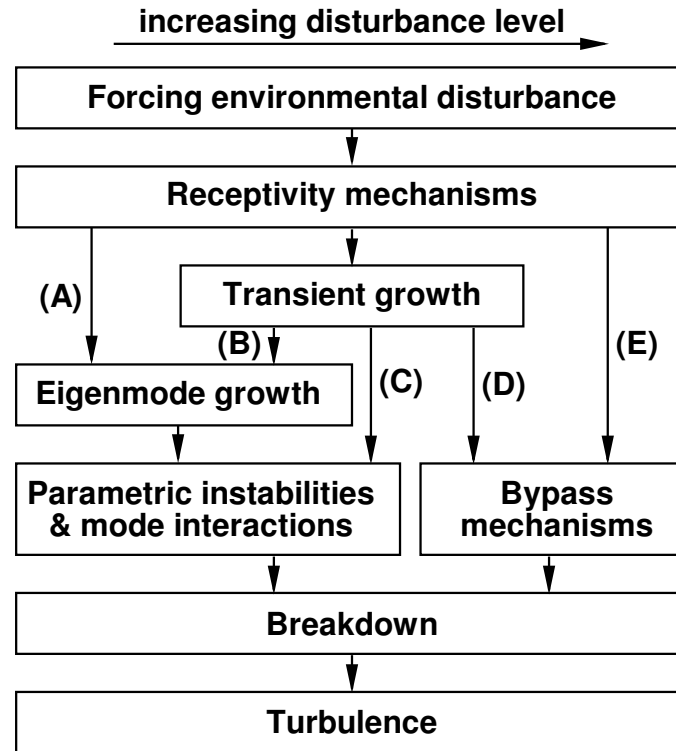 increasing disturbance level
Forcing environmental disturbance
Receptivity mechanisms
(A)
Transient growth
(B)
(C)
(D)
(E)
Eigenmode growth
Parametric instabilities
& mode interactions
Bypass
mechanisms
Breakdown
Turbulence